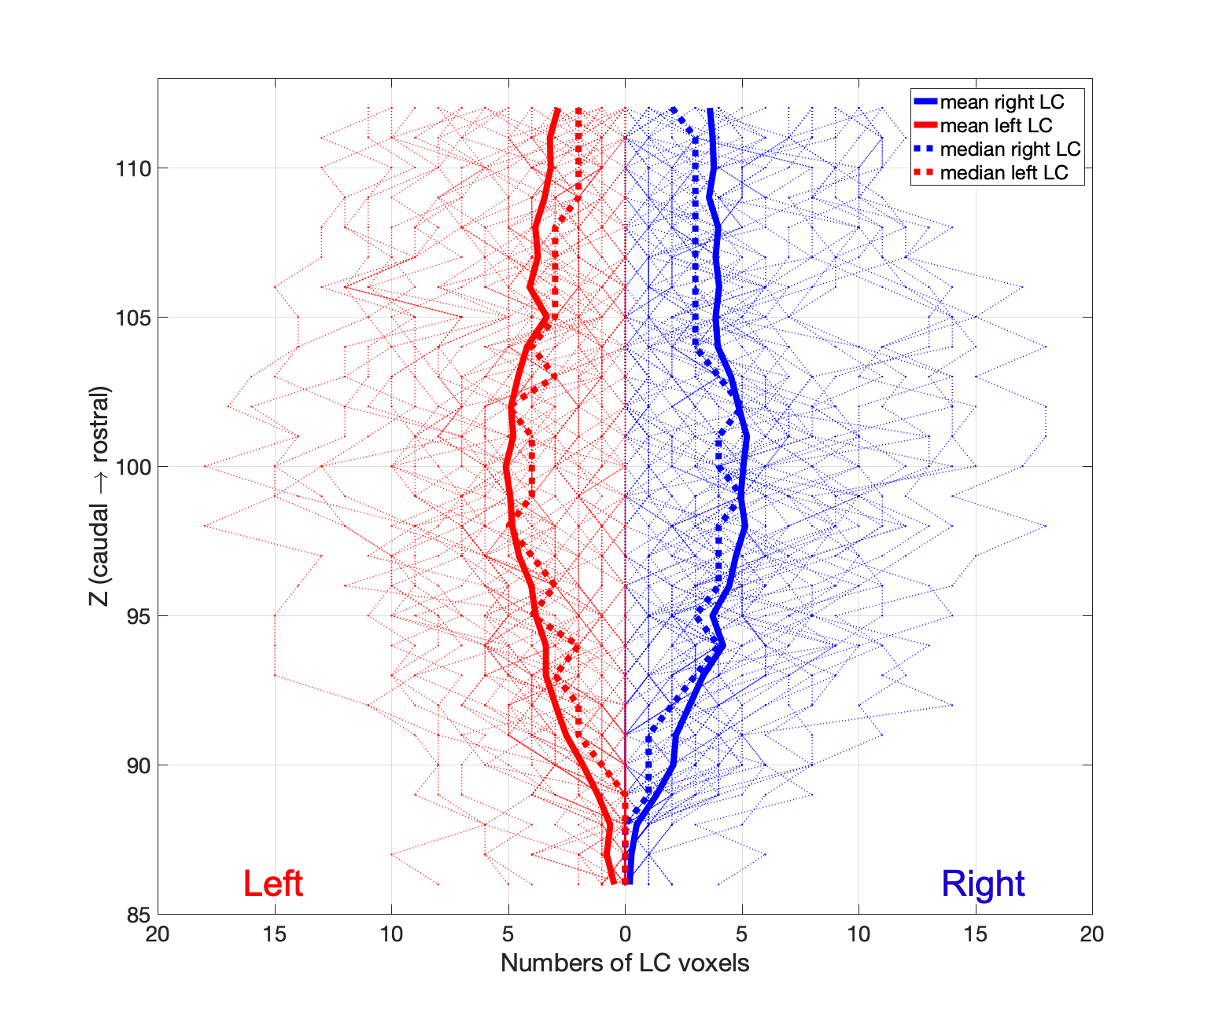 mean right LC
mean left LC
median right LC
median left LC
110
105
100
95
90
85
Z (caudal → rostral)
Left
Right
20 15 10 5 0 5 10 15 20
Numbers of LC voxels